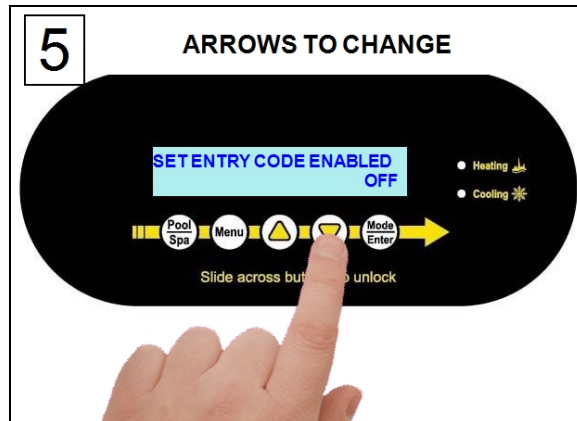 5
ARROWS TO CHANGE
SET ENTRY CODE ENABLED
OFF
Heating
Cooling
Pool
Spa
Menu
Mode
Enter
Slide across but o unlock